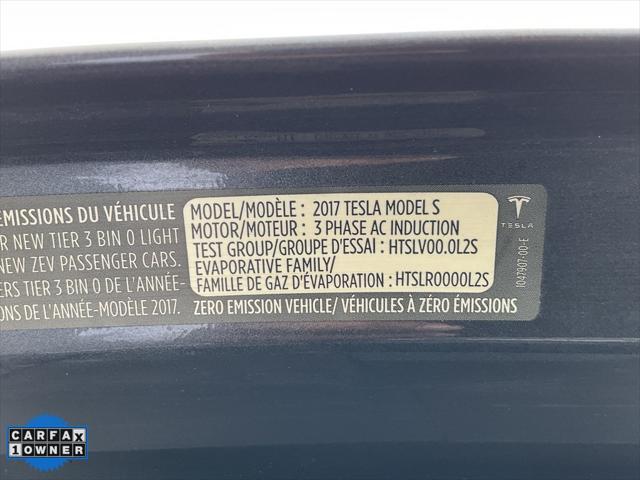 EMISSIONS DU VÉHICULE
R NEW TIER 3 BIN 0 LIGHT
NEW ZEV PASSENGER CARS.
ERS TIER 3 BIN 0 DE L'ANNÉE-
ONS DE L'ANNÉE-MODÈLE 2017.
MODEL/MODÈLE : 2017 TESLA MODEL S
MOTOR/MOTEUR : 3 PHASE AC INDUCTION
TEST GROUP/GROUPE D'ESSAI : HTSLV00.0L2S
EVAPORATIVE FAMILY/
FAMILLE DE GAZ D'ÉVAPORATION : HTSLR0000L2S
ZERO EMISSION VEHICLE/ VÉHICULES À ZÉRO ÉMISSIONS
TESLA
1047907-00-E
CARFAX
1 OWNER